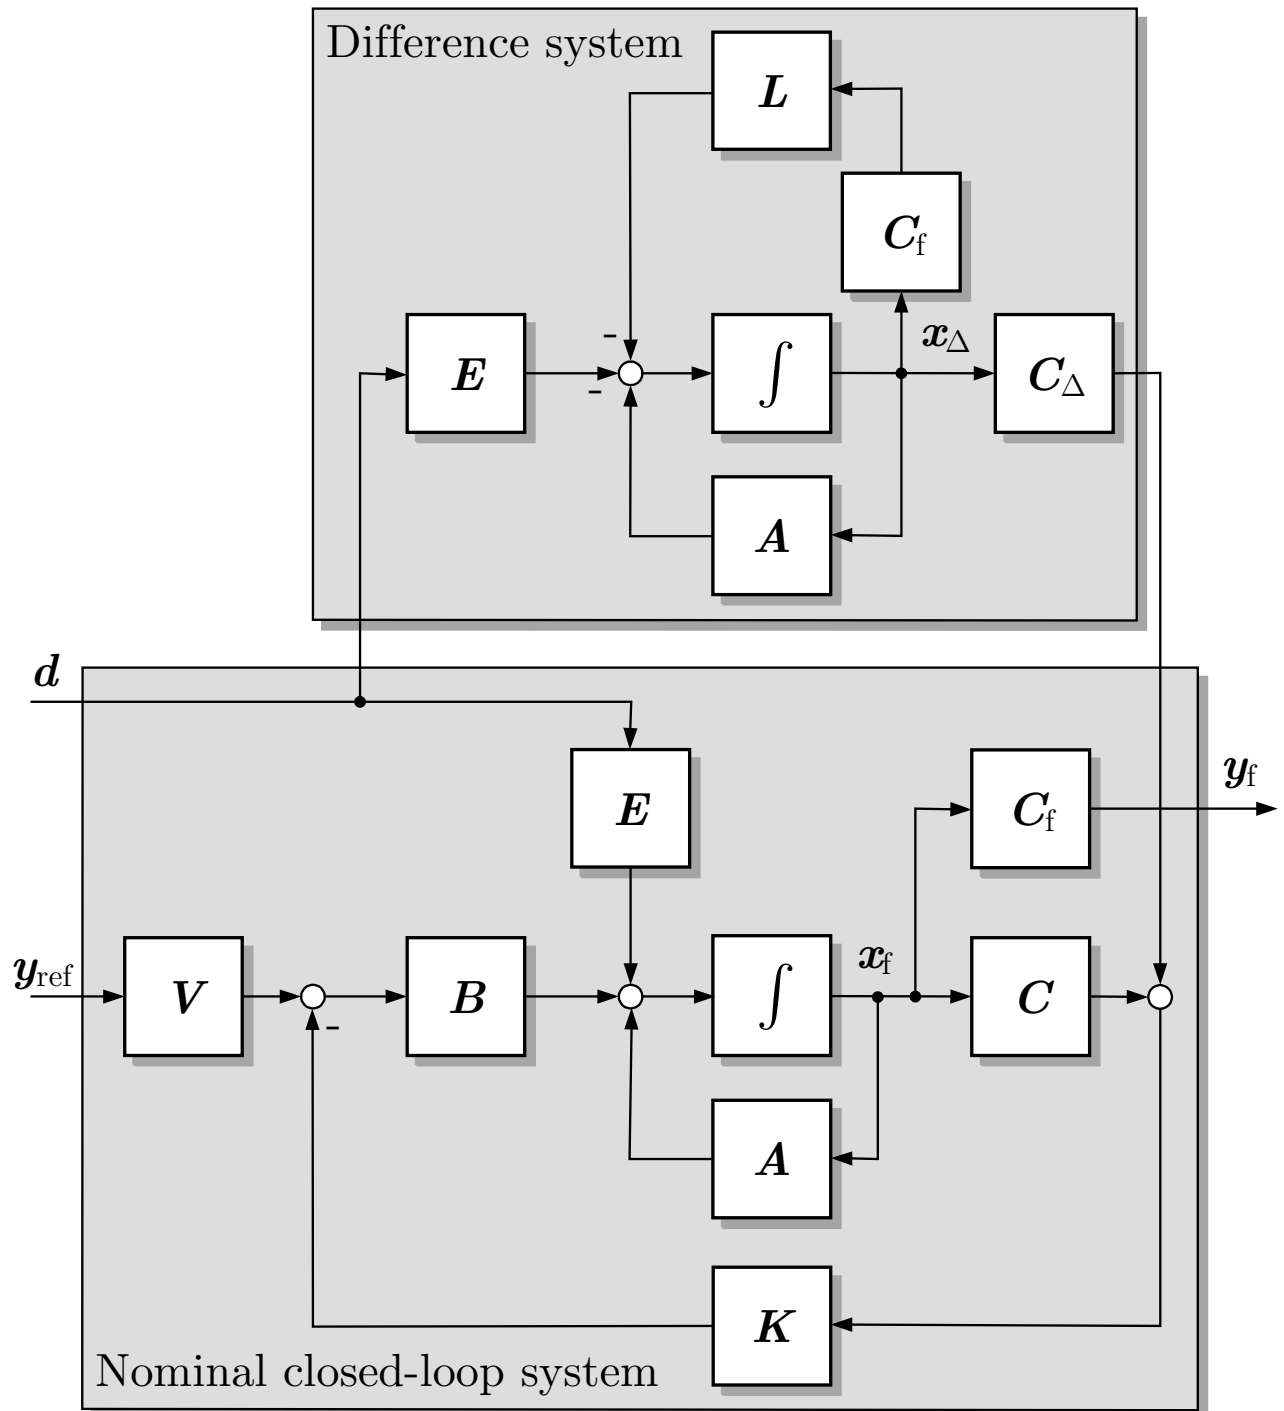 Difference system
L
C_f
-
x_Δ
E
∫
C_Δ
-
A
d
y_f
E
C_f
y_ref
V
B
∫
x_f
C
-
A
K
Nominal closed-loop system